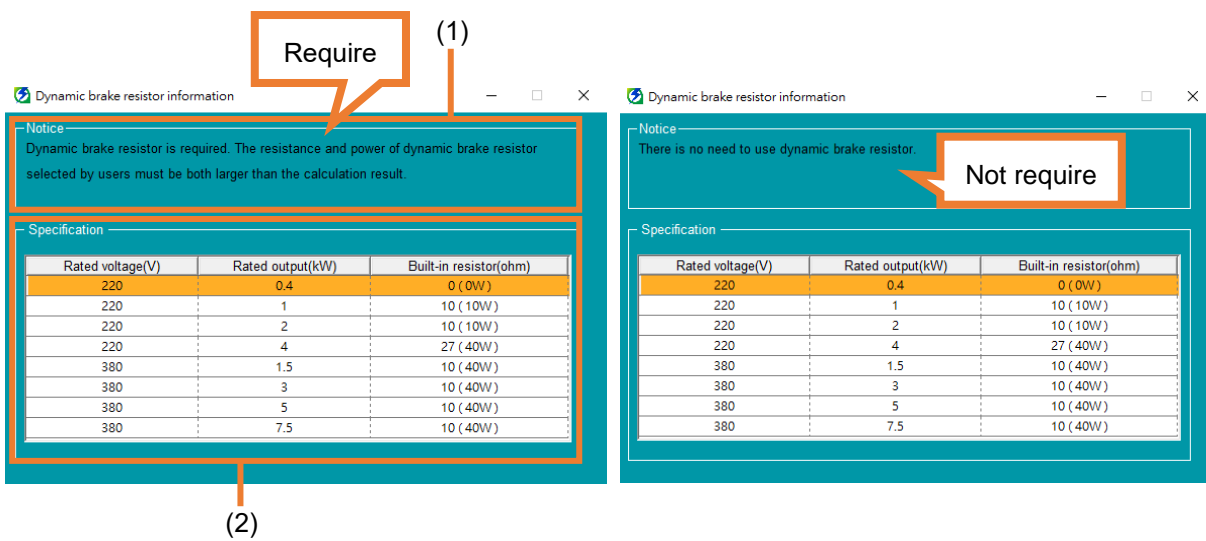 (1)
Require
Dynamic brake resistor information
Notice
Dynamic brake resistor is required. The resistance and power of dynamic brake resistor
selected by users must be both larger than the calculation result.
Specification
Rated voltage(V) Rated output(kW) Built-in resistor(ohm)
220 0.4 0 ( 0W )
220 1 10 ( 10W )
220 2 10 ( 10W )
220 4 27 ( 40W )
380 1.5 10 ( 40W )
380 3 10 ( 40W )
380 5 10 ( 40W )
380 7.5 10 ( 40W )
(2)
Dynamic brake resistor information
Notice
There is no need to use dynamic brake resistor.
Not require
Specification
Rated voltage(V) Rated output(kW) Built-in resistor(ohm)
220 0.4 0 ( 0W )
220 1 10 ( 10W )
220 2 10 ( 10W )
220 4 27 ( 40W )
380 1.5 10 ( 40W )
380 3 10 ( 40W )
380 5 10 ( 40W )
380 7.5 10 ( 40W )